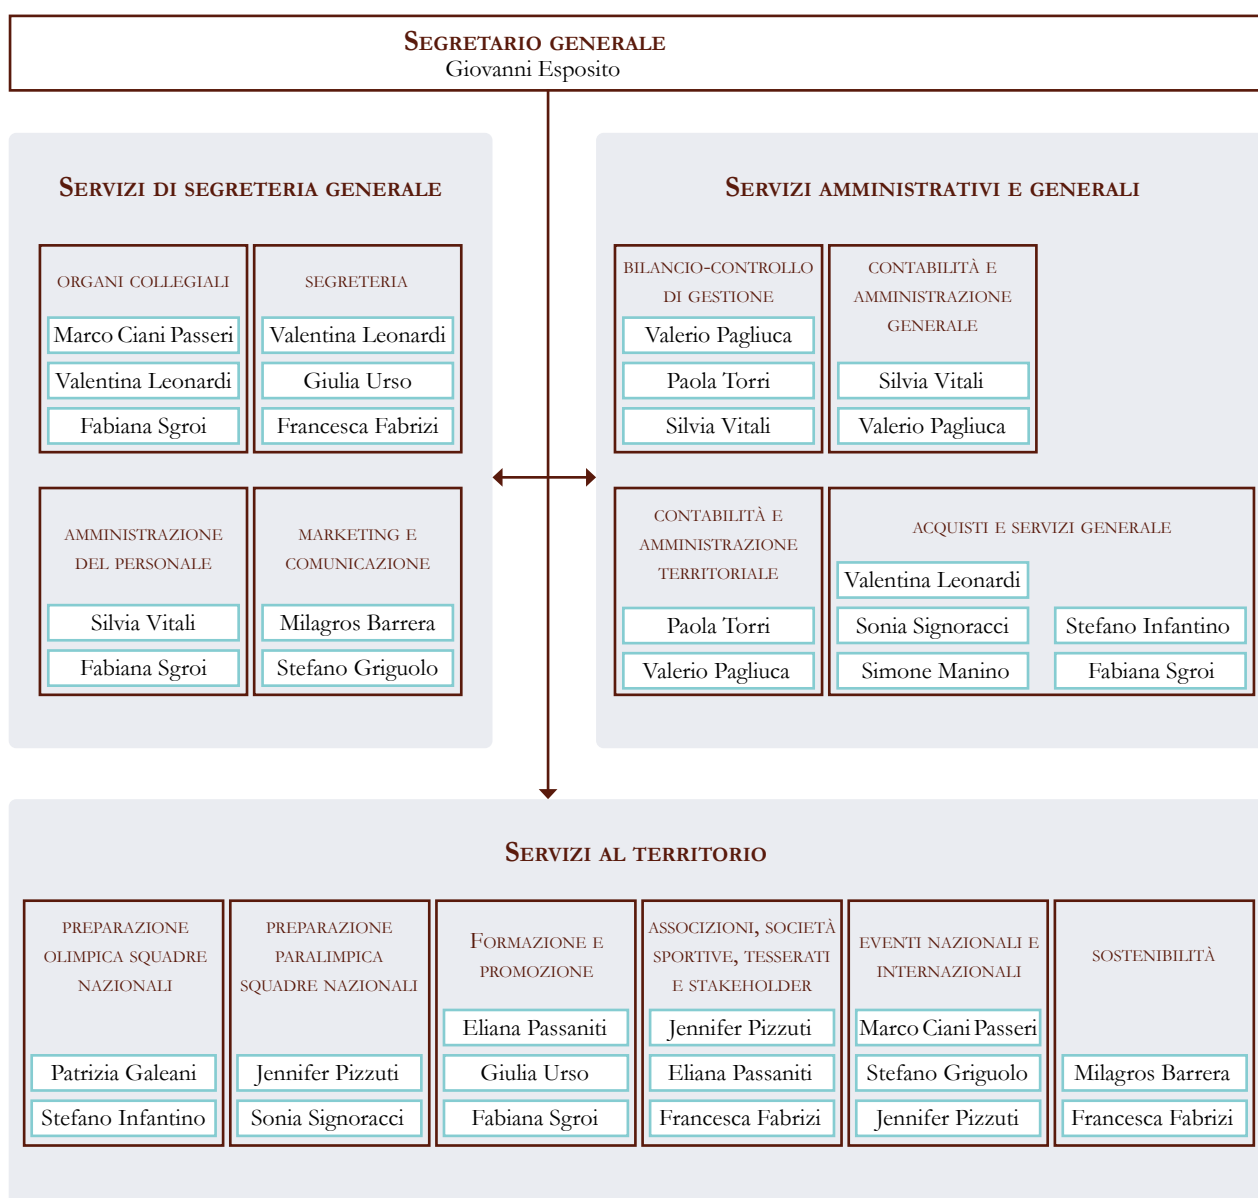 SEGRETARIO GENERALE
Giovanni Esposito
SERVIZI DI SEGRETERIA GENERALE
ORGANI COLLEGIALI
Marco Ciani Passeri
Valentina Leonardi
Fabiana Sgroi
SEGRETERIA
Valentina Leonardi
Giulia Urso
Francesca Fabrizi
AMMINISTRAZIONE
DEL PERSONALE
Silvia Vitali
Fabiana Sgroi
MARKETING E
COMUNICAZIONE
Milagros Barrera
Stefano Griguolo
SERVIZI AMMINISTRATIVI E GENERALI
BILANCIO-CONTROLLO
DI GESTIONE
Valerio Pagliuca
Paola Torri
Silvia Vitali
CONTABILITÀ E
AMMINISTRAZIONE
GENERALE
Silvia Vitali
Valerio Pagliuca
CONTABILITÀ E
AMMINISTRAZIONE
TERRITORIALE
Paola Torri
Valerio Pagliuca
ACQUISTI E SERVIZI GENERALE
Valentina Leonardi
Sonia Signoracci
Simone Manino
Stefano Infantino
Fabiana Sgroi
SERVIZI AL TERRITORIO
PREPARAZIONE
OLIMPICA SQUADRE
NAZIONALI
Patrizia Galeani
Stefano Infantino
PREPARAZIONE
PARALIMPICA
SQUADRE NAZIONALI
Jennifer Pizzuti
Sonia Signoracci
FORMAZIONE E
PROMOZIONE
Eliana Passaniti
Giulia Urso
Fabiana Sgroi
ASSOCIZIONI, SOCIETÀ
SPORTIVE, TESSERATI
E STAKEHOLDER
Jennifer Pizzuti
Eliana Passaniti
Francesca Fabrizi
EVENTI NAZIONALI E
INTERNAZIONALI
Marco Ciani Passeri
Stefano Griguolo
Jennifer Pizzuti
SOSTENIBILITÀ
Milagros Barrera
Francesca Fabrizi